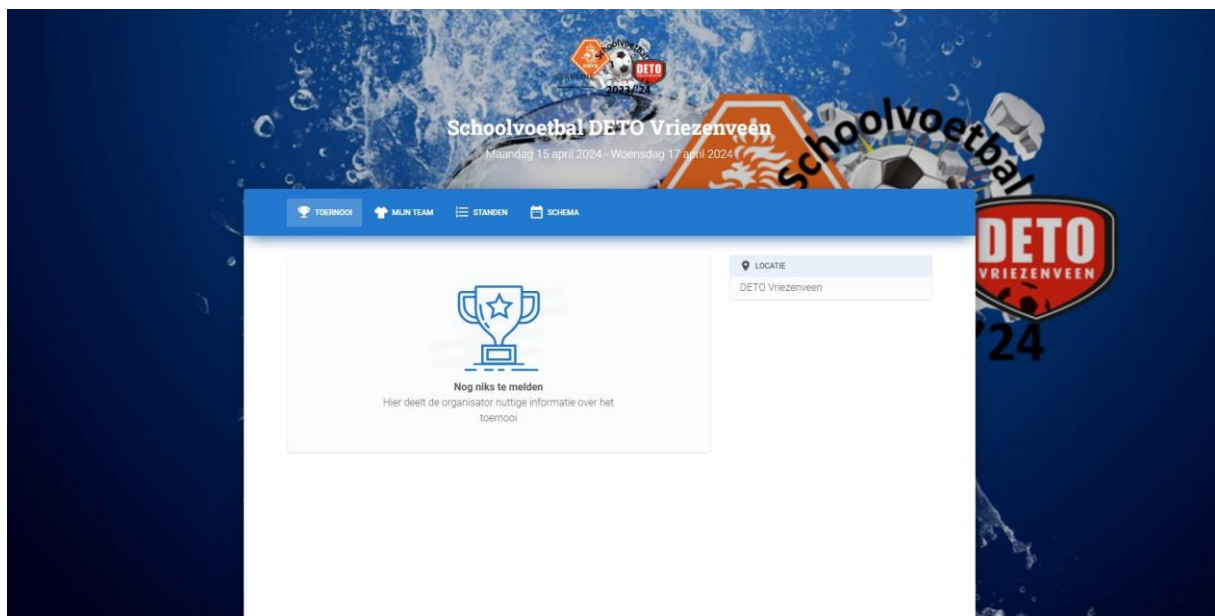 Schoolvoetbal
KNVB
DETO
2023/'24
Schoolvoetbal DETO Vriezenveen
Maandag 15 april 2024 - Woensdag 17 april 2024
Schoolvoetbal
DETO
VRIEZENVEEN
'24
TOERNOOI
MIJN TEAM
STANDEN
SCHEMA
LOCATIE
DETO Vriezenveen
Nog niks te melden
Hier deelt de organisator nuttige informatie over het
toernooi